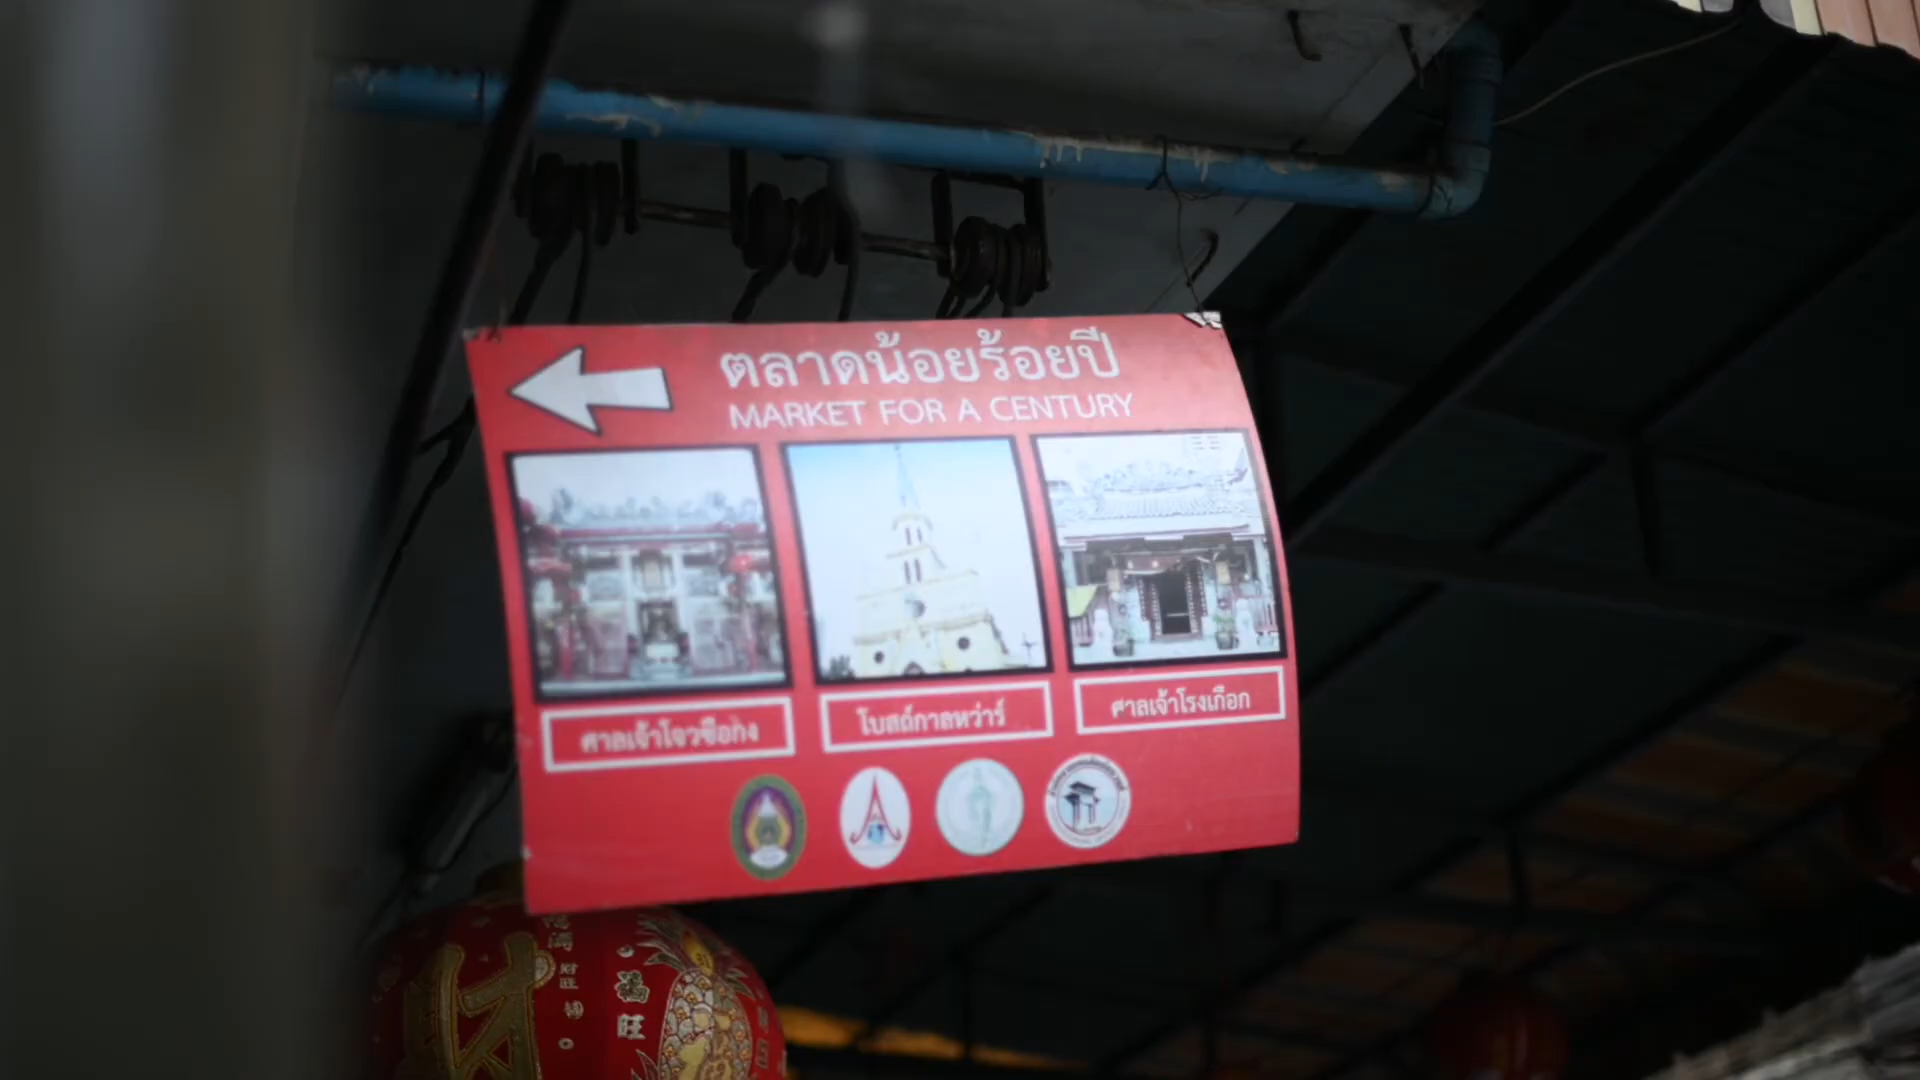 ตลาดน้อยร้อยปี
MARKET FOR A CENTURY
ศาลเจ้าโจวซือกง
โบสถ์กาลหว่าร์
ศาลเจ้าโรงเกือก
福
旺